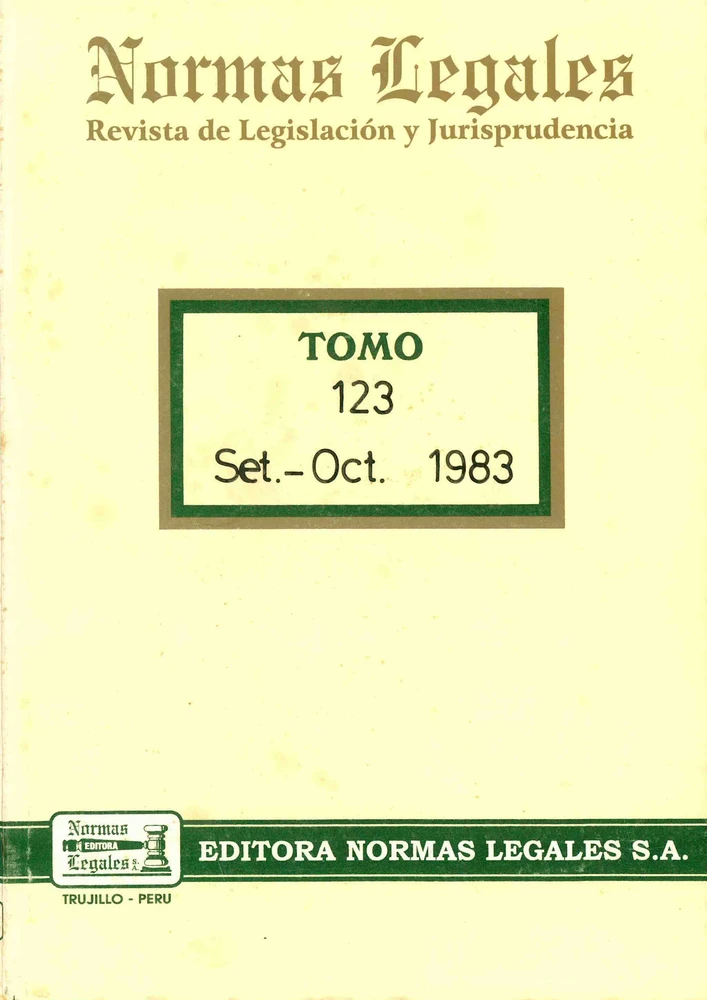 Normas Legales
Revista de Legislación y Jurisprudencia
TOMO
123
Set.-Oct. 1983
Normas
EDITORA
Legales S.A.
EDITORA NORMAS LEGALES S.A.
TRUJILLO - PERU